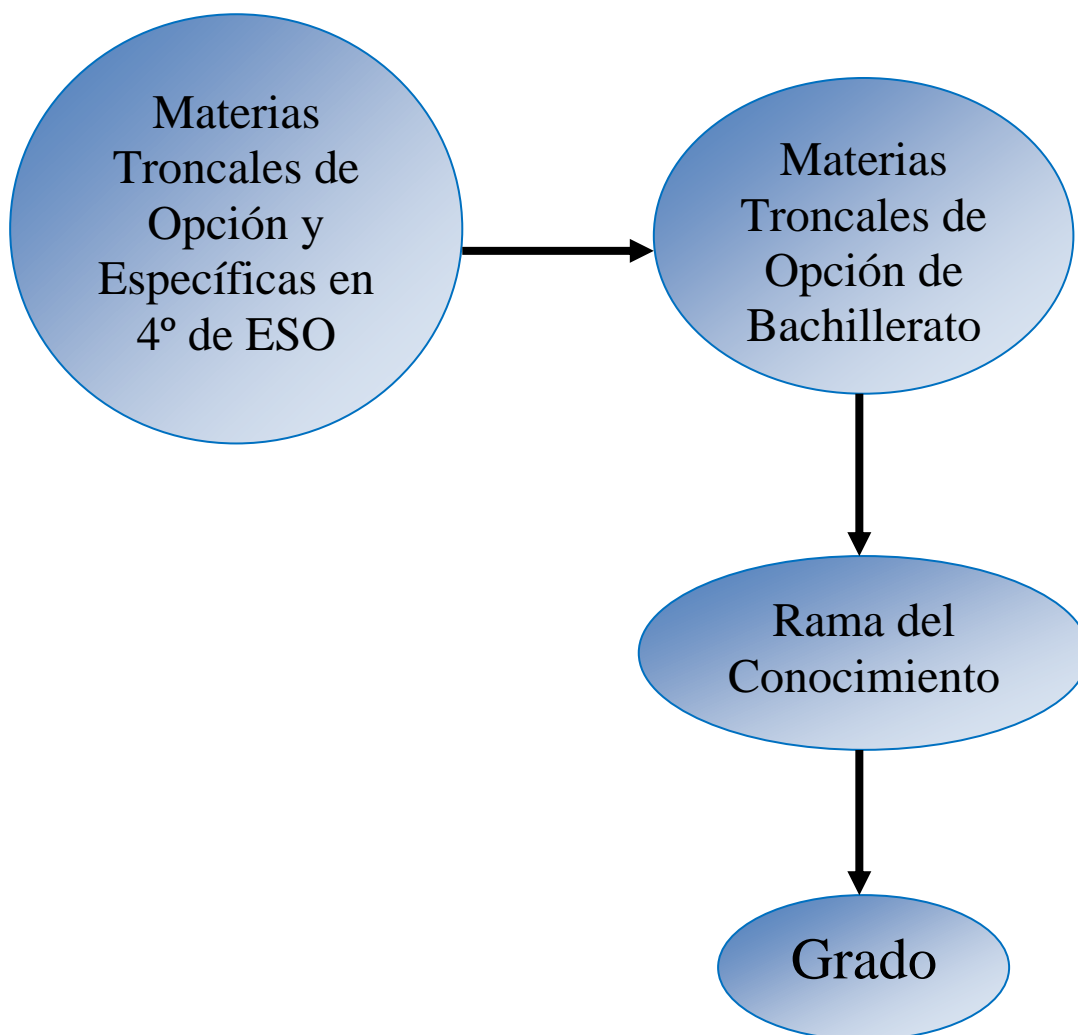 Materias
Troncales de
Opción y
Específicas en
4º de ESO
Materias
Troncales de
Opción de
Bachillerato
Rama del
Conocimiento
Grado